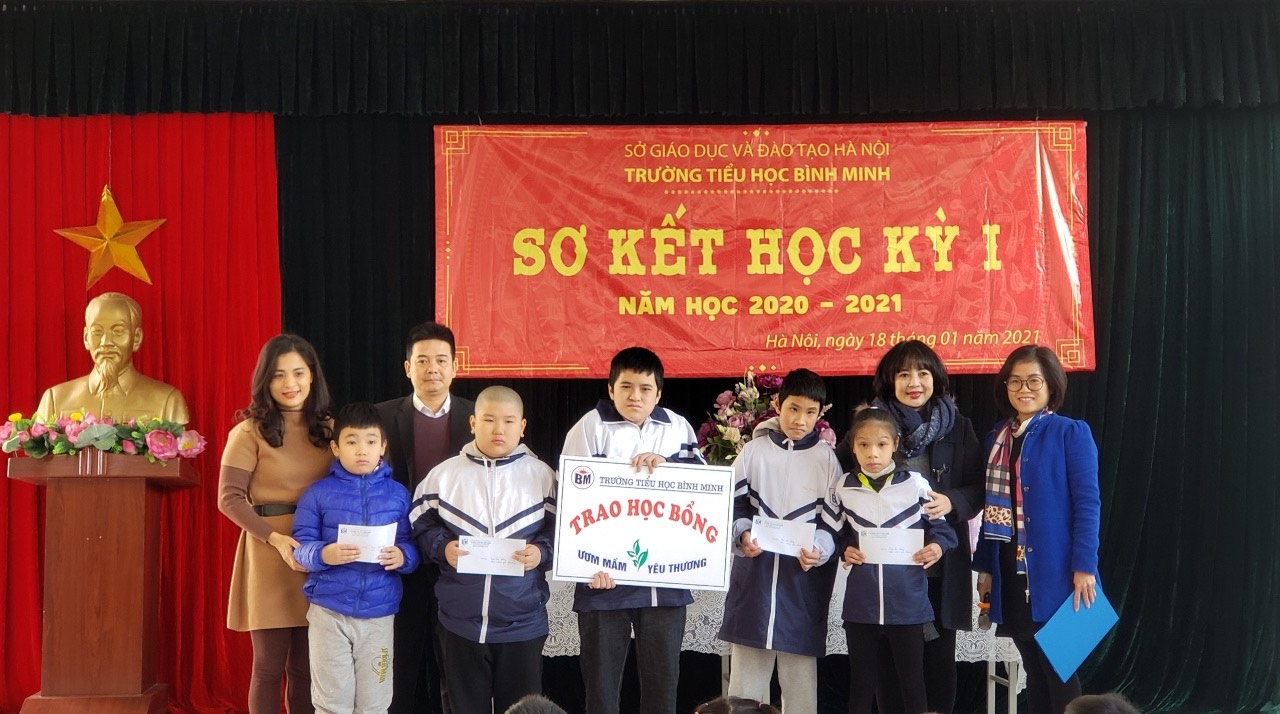 SỞ GIÁO DỤC VÀ ĐÀO TẠO HÀ NỘI
TRƯỜNG TIỂU HỌC BÌNH MINH
SƠ KẾT HỌC KỲ I
NĂM HỌC 2020 - 2021
Hà Nội, ngày 18 tháng 01 năm 2021
BM TRƯỜNG TIỂU HỌC BÌNH MINH
TRAO HỌC BỔNG
ƯƠM MẦM YÊU THƯƠNG